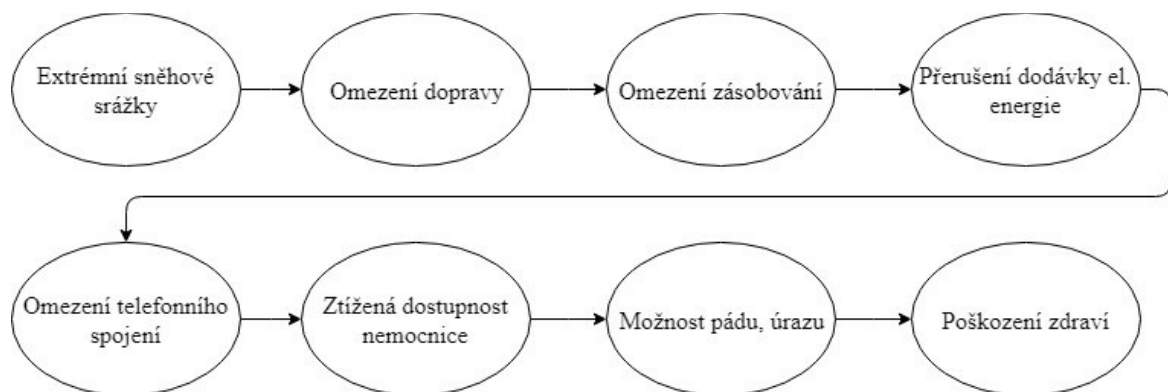 Extrémní sněhové
srážky
Omezení dopravy
Omezení zásobování
Přerušení dodávky el.
energie
Omezení telefonního
spojení
Ztížená dostupnost
nemocnice
Možnost pádu, úrazu
Poškození zdraví